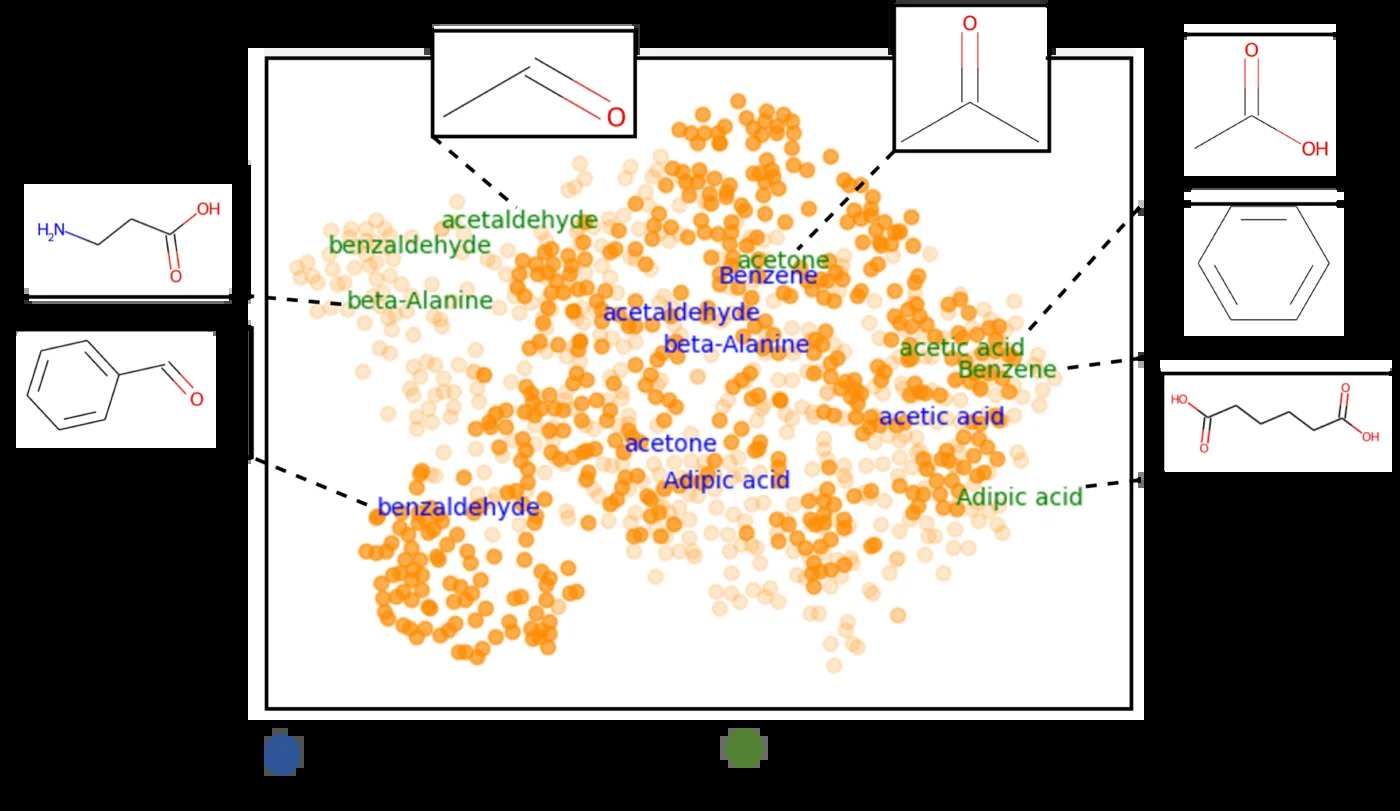 O
O
O
OH
H2N
OH
O
acetaldehyde
benzaldehyde
acetone
Benzene
beta-Alanine
acetaldehyde
beta-Alanine
acetic acid
Benzene
O
HO
O
O
OH
acetic acid
acetone
Adipic acid
Adipic acid
benzaldehyde